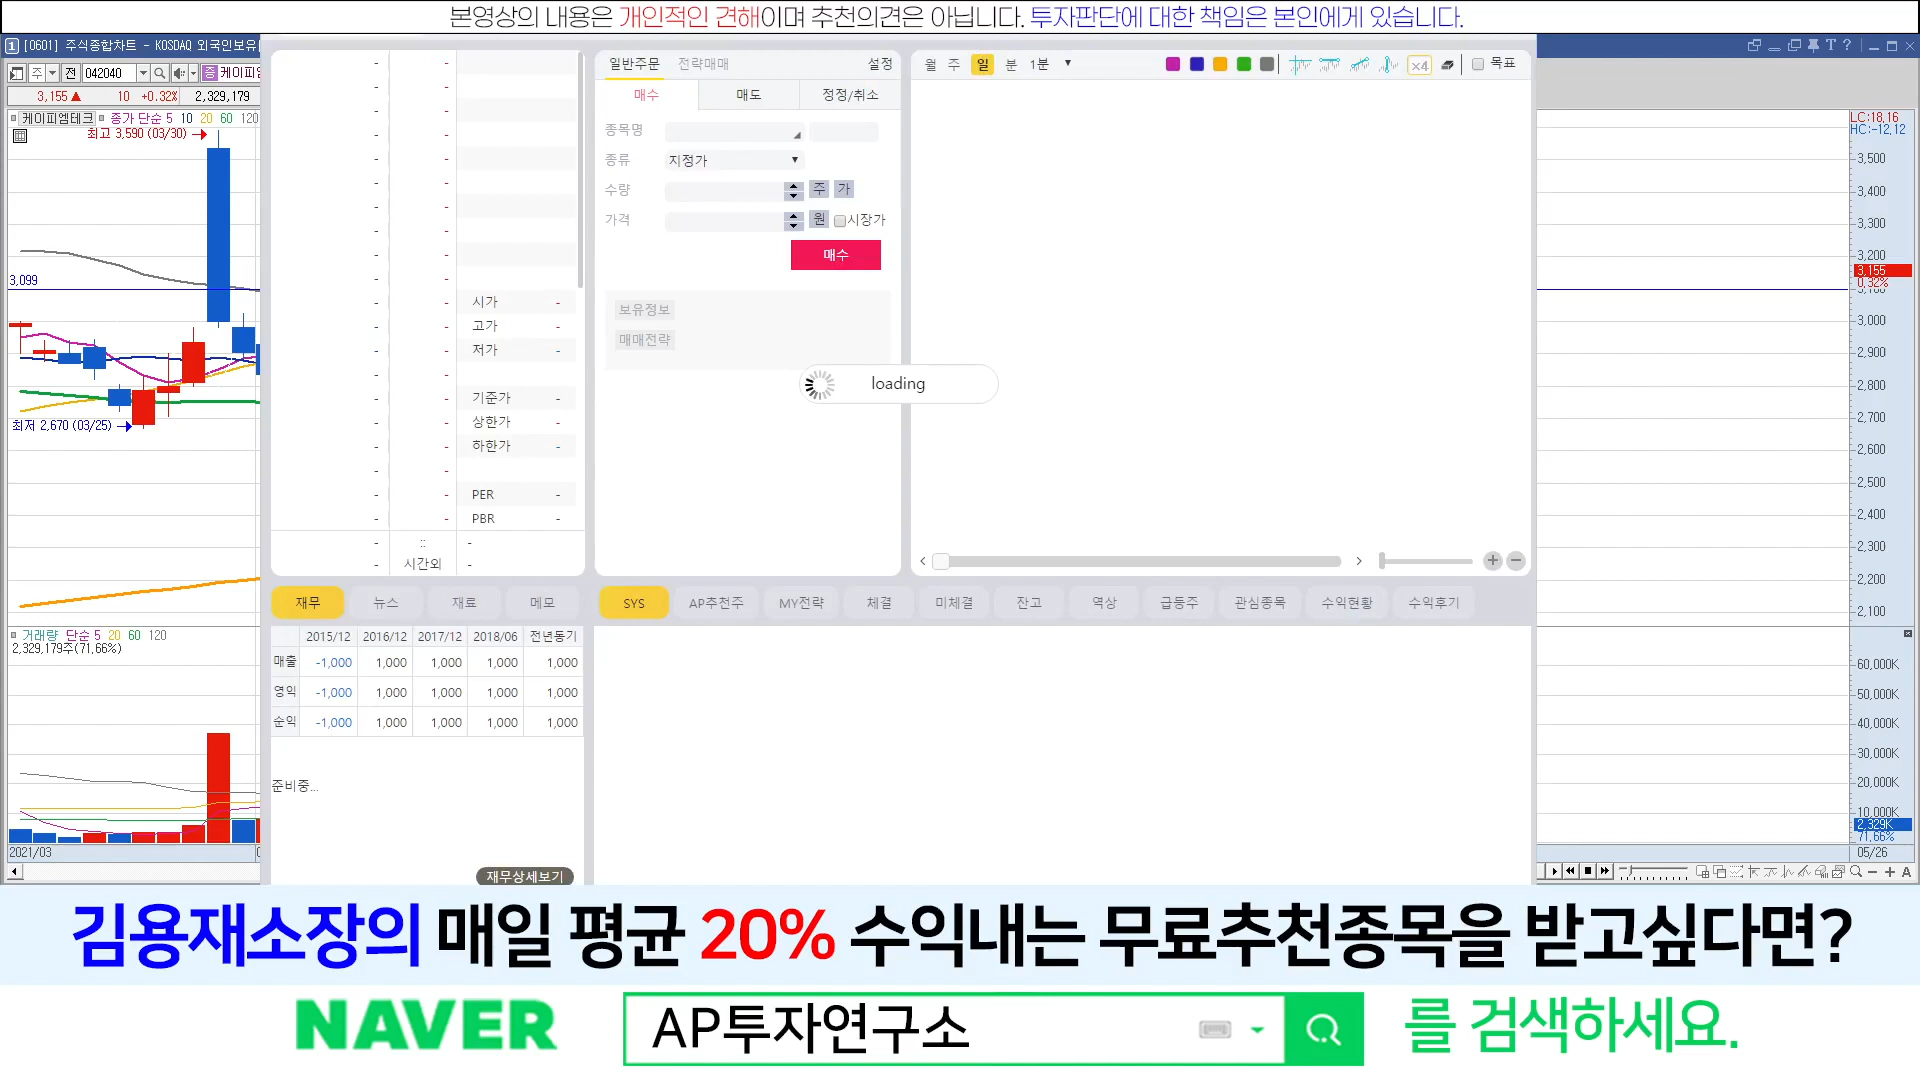 본영상의 내용은 개인적인 견해이며 추천의견은 아닙니다. 투자판단에 대한 책임은 본인에게 있습니다.
1 [0601] 주식종합차트 - KOSDAQ 외국인보유
주 전 042040 증 케이피
3,155 ▲ 10 +0.32% 2,329,179
케이피엠테크 종가 단순 5 10 20 60 120
최고 3,590 (03/30)
3,099
최저 2,670 (03/25)
거래량 단순 5 20 60 120
2,329,179주(71,66%)
2021/03
시가 -
고가 -
저가 -
기준가 -
상한가 -
하한가 -
PER -
PBR -
시간외 -
일반주문 전략매매 설정
매수 매도 정정/취소
종목명
종류 지정가
수량 주 가
가격 원 시장가
매수
보유정보
매매전략
loading
월 주 일 분 1분 x4 목표
LC:18,16
HC:-12,12
3,500
3,400
3,300
3,200
3,155
0,32%
3,000
2,900
2,800
2,700
2,600
2,500
2,400
2,300
2,200
2,100
60,000K
50,000K
40,000K
30,000K
20,000K
10,000K
2,329K
71,66%
05/26
재무 뉴스 재료 메모
SYS AP추천주 MY전략 체결 미체결 잔고 역상 급등주 관심종목 수익현황 수익후기
2015/12 2016/12 2017/12 2018/06 전년동기
매출 -1,000 1,000 1,000 1,000 1,000
영익 -1,000 1,000 1,000 1,000 1,000
순익 -1,000 1,000 1,000 1,000 1,000
준비중...
재무상세보기
김용재소장의 매일 평균 20% 수익내는 무료추천종목을 받고싶다면?
NAVER AP투자연구소 를 검색하세요.